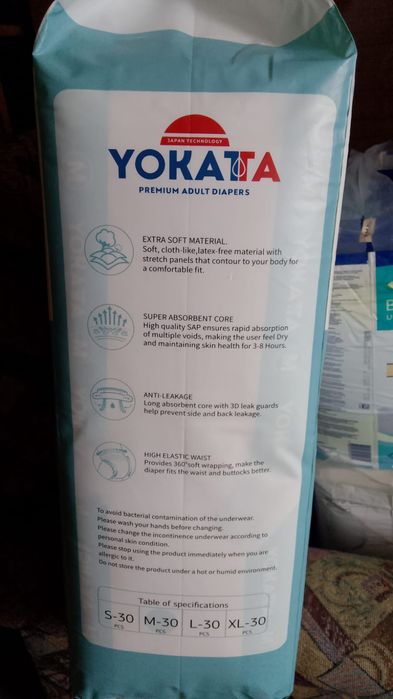 JAPAN TECHNOLOGY
YOKATTA
PREMIUM ADULT DIAPERS
EXTRA SOFT MATERIAL.
Soft, cloth-like,latex-free material with
stretch panels that contour to your body for
a comfortable fit.
SUPER ABSORBENT CORE
High quality SAP ensures rapid absorption
of multiple voids, making the user feel Dry
and maintaining skin health for 3-8 Hours.
ANTI-LEAKAGE
Long absorbent core with 3D leak guards
help prevent side and back leakage.
HIGH ELASTIC WAIST
Provides 360°soft wrapping, make the
diaper fits the waist and buttocks better.
To avoid bacterial contamination of the underwear.
Please wash your hands before changing.
Please change the incontinence underwear according to
personal skin condition.
Please stop using the product immediately when you are
allergic to it.
Do not store the product under a hot or humid environment.
Table of specifications
S-30 M-30 L-30 XL-30
PCS PCS PCS PCS